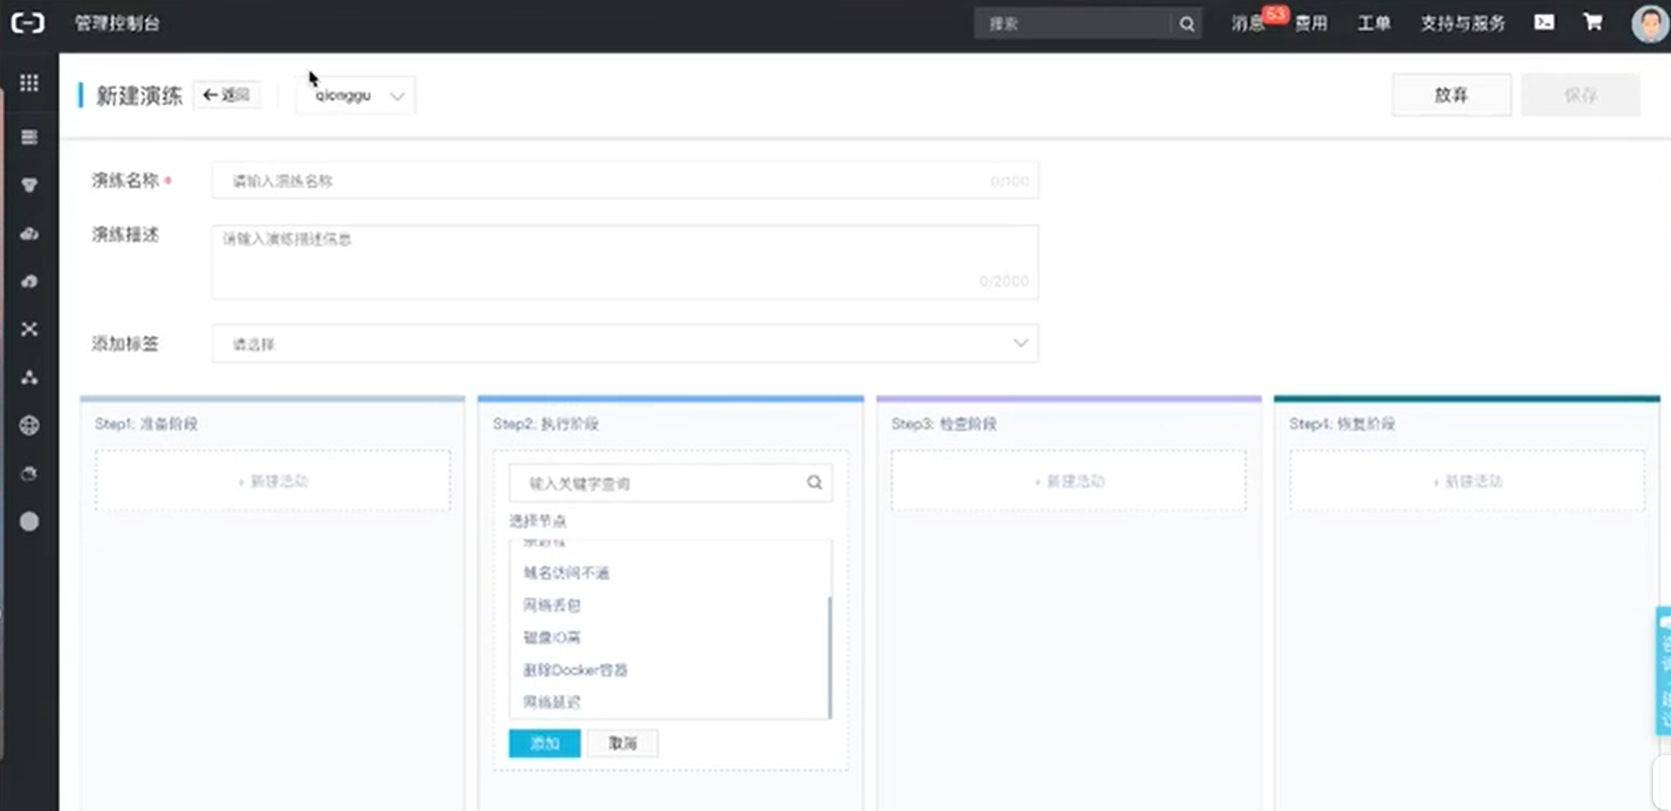 管理控制台
搜索
消息
53
费用
工单
支持与服务
新建演练
返回
qionggu
放弃
保存
演练名称
请输入演练名称
0/100
演练描述
请输入演练描述信息
0/2000
添加标签
请选择
Step1: 准备阶段
+ 新建活动
Step2: 执行阶段
输入关键字查询
选择节点
域名访问不通
网络丢包
磁盘IO高
删除Docker容器
网络延迟
添加
取消
Step3: 检查阶段
+ 新建活动
Step4: 恢复阶段
+ 新建活动